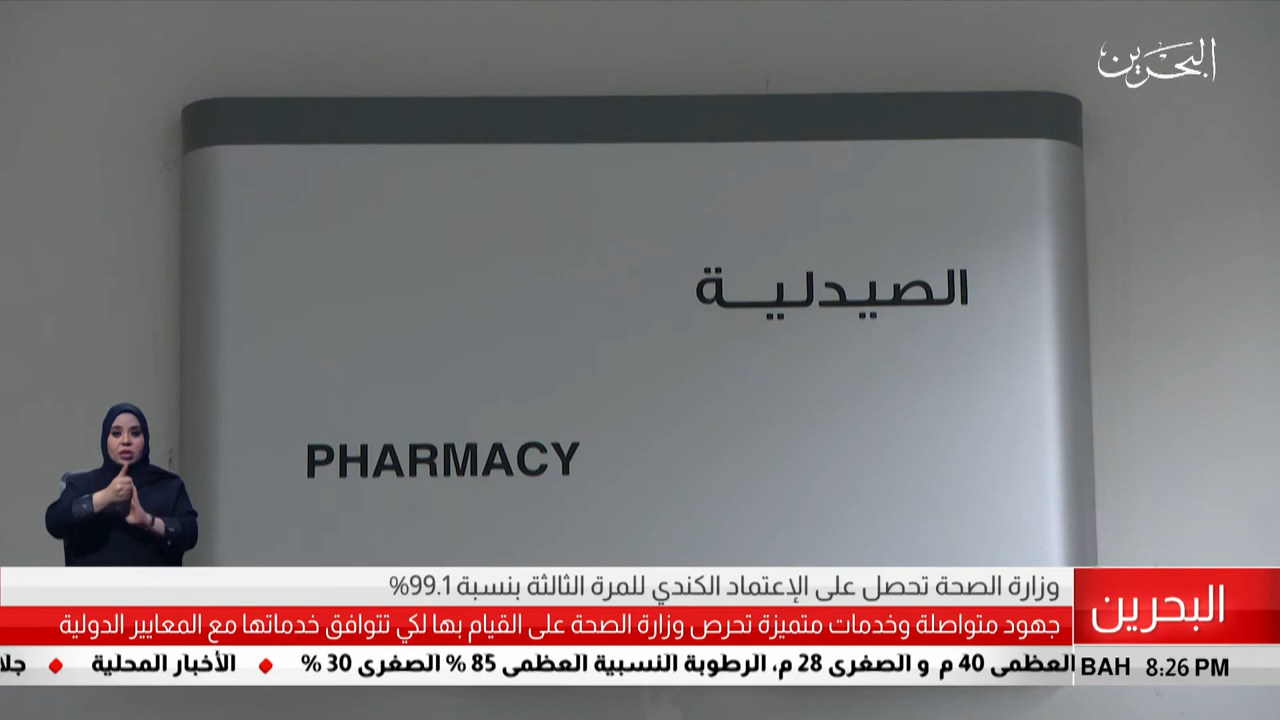 البحرين
الصيدليـــة
PHARMACY
وزارة الصحة تحصل على الإعتماد الكندي للمرة الثالثة بنسبة 99.1%
البحرين
جهود متواصلة وخدمات متميزة تحرص وزارة الصحة على القيام بها لكي تتوافق خدماتها مع المعايير الدولية
العظمى 40 م و الصغرى 28 م، الرطوبة النسبية العظمى 85 % الصغرى 30 % ♦ الأخبار المحلية ♦ جلا
BAH 8:26 PM